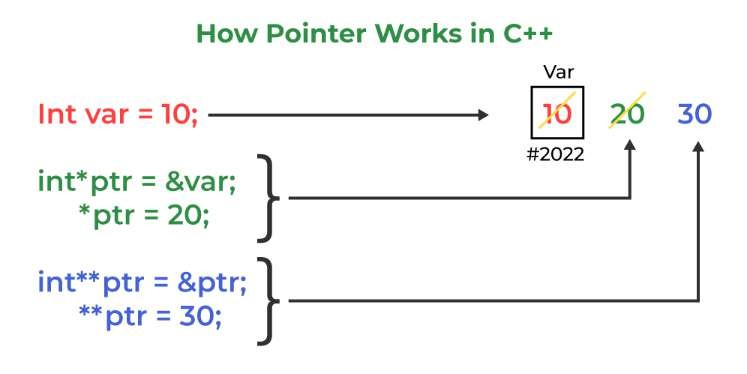 How Pointer Works in C++
Var
Int var = 10;
10 20 30
#2022
int*ptr = &var;
*ptr = 20;
int**ptr = &ptr;
**ptr = 30;